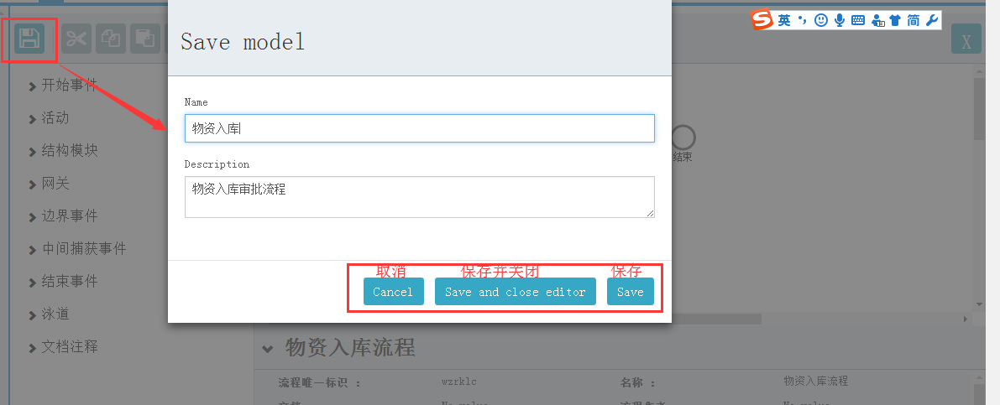 英 简
Save model
X
Name
物资入库
Description
物资入库审批流程
取消 保存并关闭 保存
Cancel Save and close editor Save
开始事件
活动
结构模块
网关
边界事件
中间捕获事件
结束事件
泳道
文档注释
结束
物资入库流程
流程唯一标识 : wzrklc 名称 : 物资入库流程